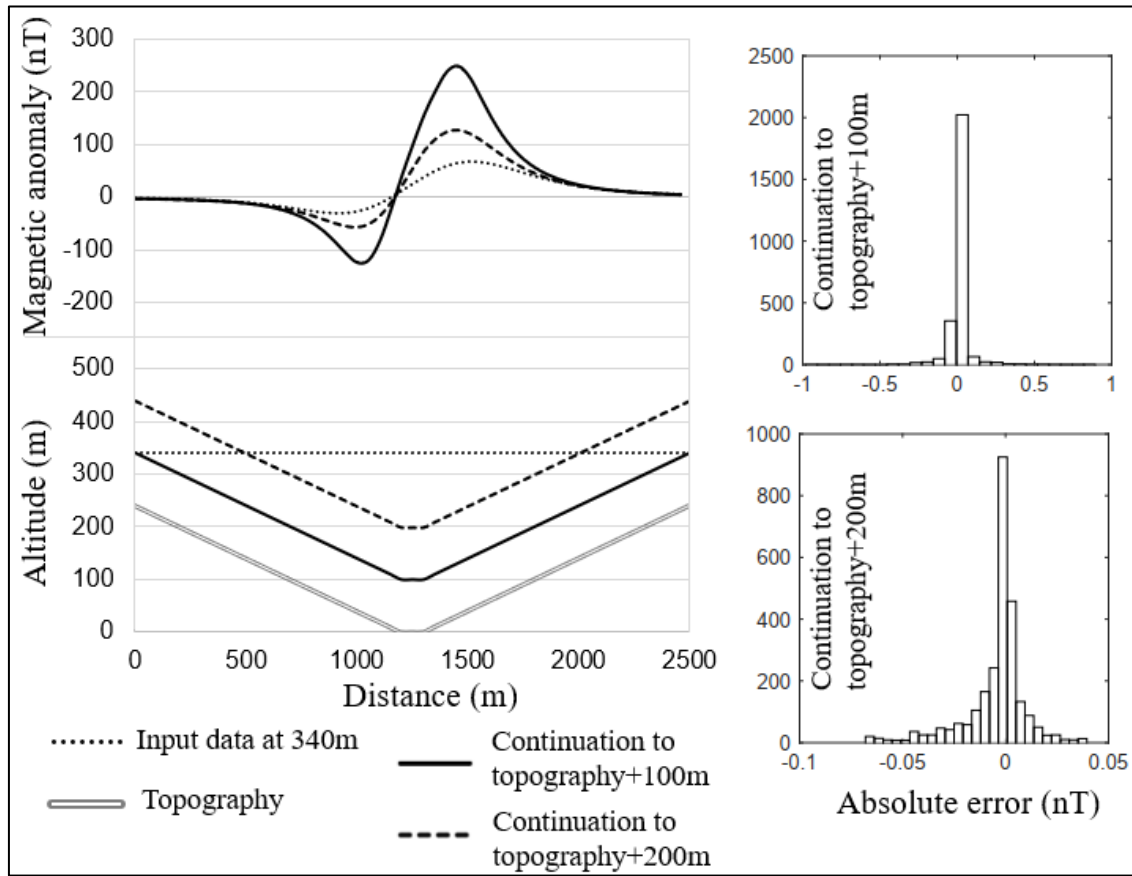 Magnetic anomaly (nT)
300
200
100
0
-100
-200
Altitude (m)
500
400
300
200
100
0
0 500 1000 1500 2000 2500
Distance (m)
Input data at 340m
Topography
Continuation to
topography+100m
Continuation to
topography+200m
Continuation to
topography+100m
2500
2000
1500
1000
500
0
-1 -0.5 0 0.5 1
Continuation to
topography+200m
1000
800
600
400
200
0
-0.1 -0.05 0 0.05
Absolute error (nT)